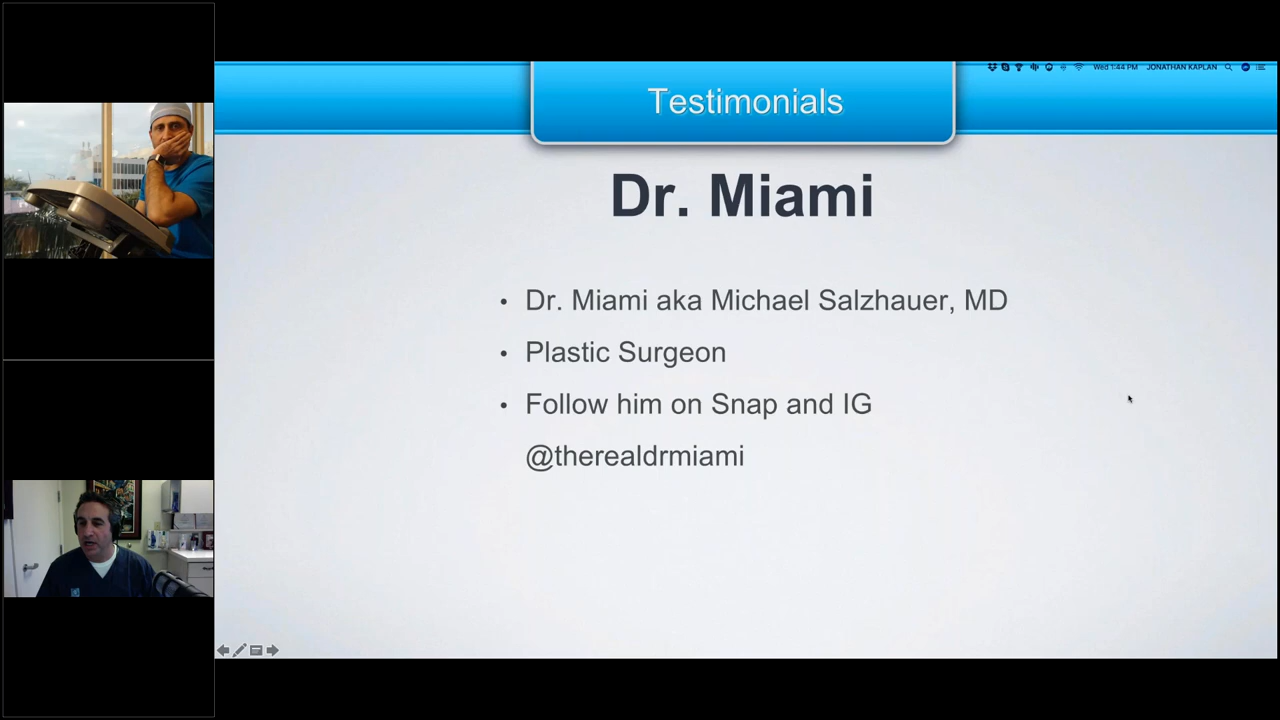 Wed 1:44 PM JONATHAN KAPLAN
Testimonials
Dr. Miami
• Dr. Miami aka Michael Salzhauer, MD
• Plastic Surgeon
• Follow him on Snap and IG
@therealdrmiami